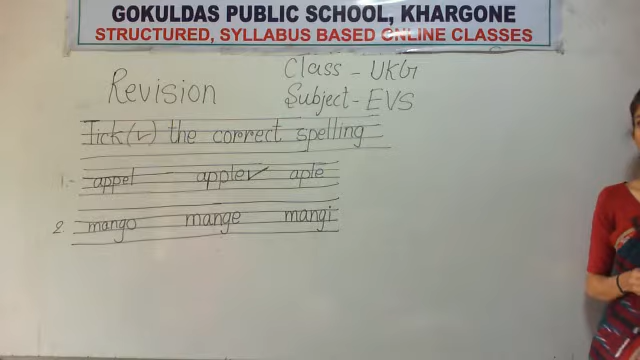 GOKULDAS PUBLIC SCHOOL, KHARGONE
STRUCTURED, SYLLABUS BASED ONLINE CLASSES
Class - UKG
Revision
Subject - EVS
Tick (✓) the correct spelling
1.- appel apple✓ aple
2. mango mange mangi